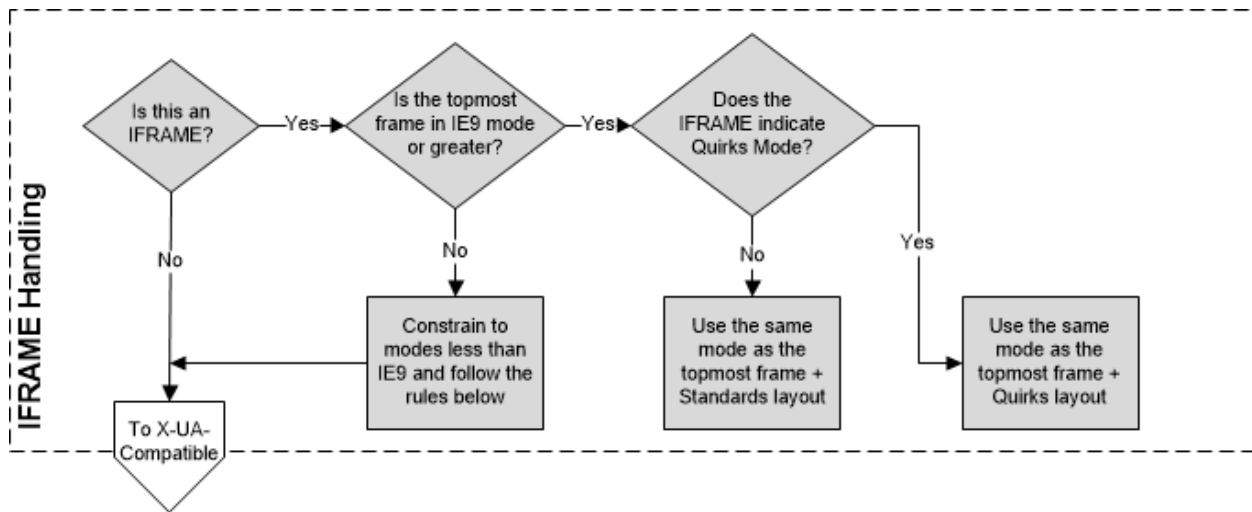 IFRAME Handling
Is this an
IFRAME?
Yes
Is the topmost
frame in IE9 mode
or greater?
Yes
Does the
IFRAME indicate
Quirks Mode?
Yes
No
No
No
Constrain to
modes less than
IE9 and follow the
rules below
Use the same
mode as the
topmost frame +
Standards layout
Use the same
mode as the
topmost frame +
Quirks layout
To X-UA-
Compatible